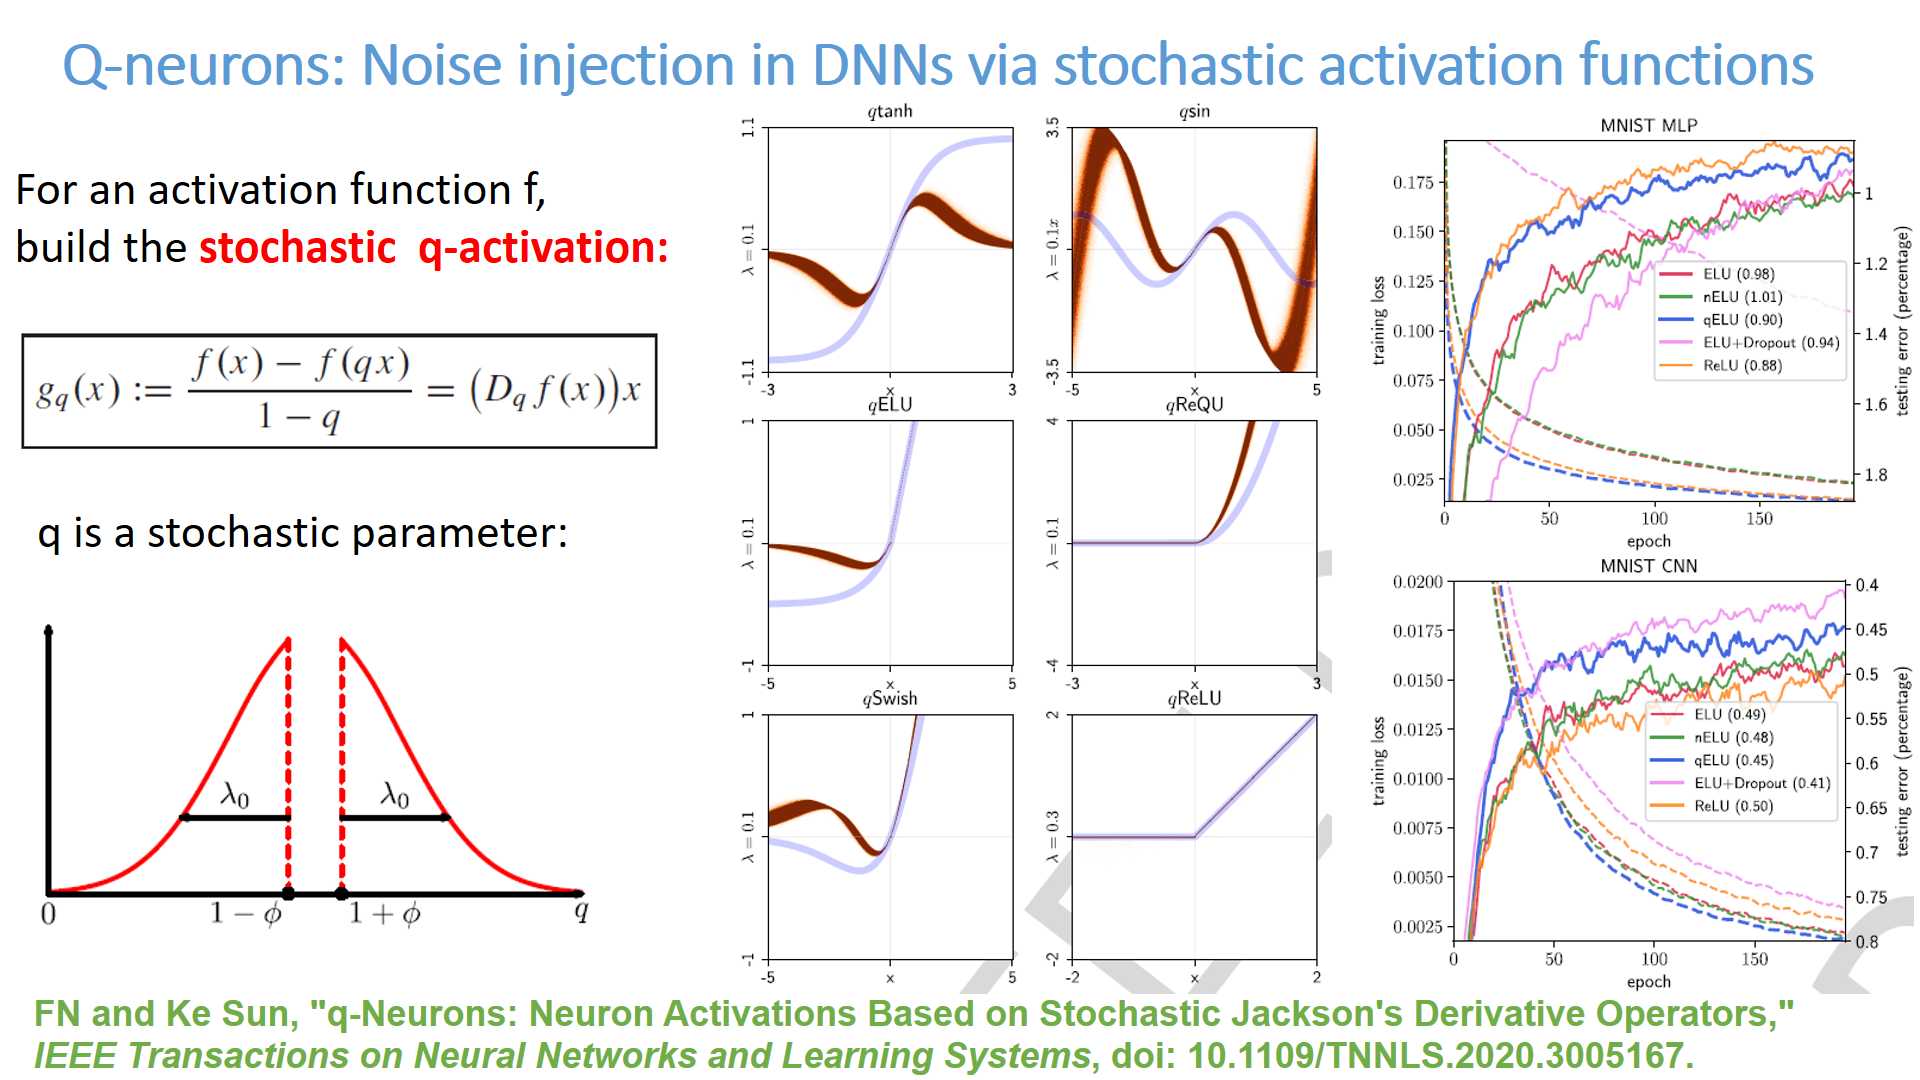 Q-neurons: Noise injection in DNNs via stochastic activation functions
For an activation function f,
build the stochastic q-activation:
g_q(x) := (f(x) − f(qx)) / (1 − q) = (D_q f(x))x
q is a stochastic parameter:
λ₀
λ₀
0
1 − ϕ
1 + ϕ
q
qtanh
1.1
λ = 0.1
-1.1
-3
x
3
qsin
3.5
λ = 0.1x
-3.5
-5
x
5
qELU
1
λ = 0.1
-1
-5
x
5
qReQU
4
λ = 0.1
-4
-3
x
3
qSwish
1
λ = 0.1
-1
-5
x
5
qReLU
2
λ = 0.3
-2
-2
x
2
MNIST MLP
training loss
0.175
0.150
0.125
0.100
0.075
0.050
0.025
ELU (0.98)
nELU (1.01)
qELU (0.90)
ELU+Dropout (0.94)
ReLU (0.88)
1
1.2
1.4
1.6
1.8
testing error (percentage)
0
50
100
150
epoch
MNIST CNN
training loss
0.0200
0.0175
0.0150
0.0125
0.0100
0.0075
0.0050
0.0025
ELU (0.49)
nELU (0.48)
qELU (0.45)
ELU+Dropout (0.41)
ReLU (0.50)
0.4
0.45
0.5
0.55
0.6
0.65
0.7
0.75
0.8
testing error (percentage)
0
50
100
150
epoch
FN and Ke Sun, "q-Neurons: Neuron Activations Based on Stochastic Jackson's Derivative Operators,"
IEEE Transactions on Neural Networks and Learning Systems, doi: 10.1109/TNNLS.2020.3005167.